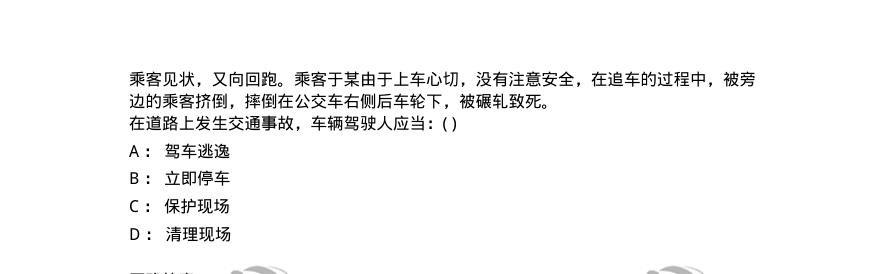 乘客见状，又向回跑。乘客于某由于上车心切，没有注意安全，在追车的过程中，被旁
边的乘客挤倒，摔倒在公交车右侧后车轮下，被碾轧致死。
在道路上发生交通事故，车辆驾驶人应当：( )
A： 驾车逃逸
B： 立即停车
C： 保护现场
D： 清理现场